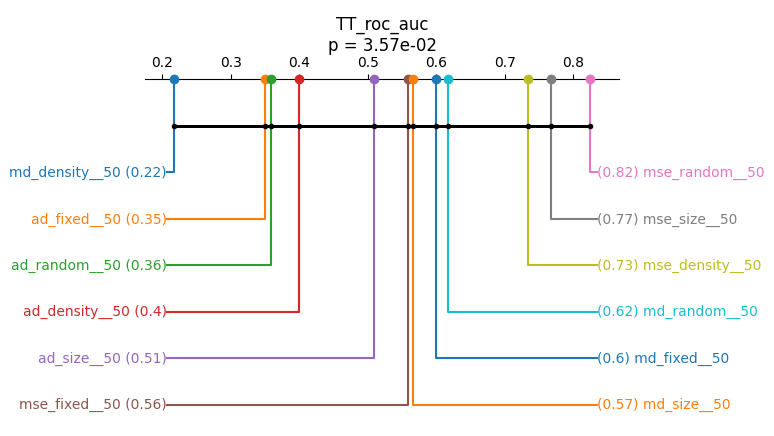 TT_roc_auc
p = 3.57e-02
0.2 0.3 0.4 0.5 0.6 0.7 0.8
md_density__50 (0.22)
(0.82) mse_random__50
ad_fixed__50 (0.35)
(0.77) mse_size__50
ad_random__50 (0.36)
(0.73) mse_density__50
ad_density__50 (0.4)
(0.62) md_random__50
ad_size__50 (0.51)
(0.6) md_fixed__50
mse_fixed__50 (0.56)
(0.57) md_size__50